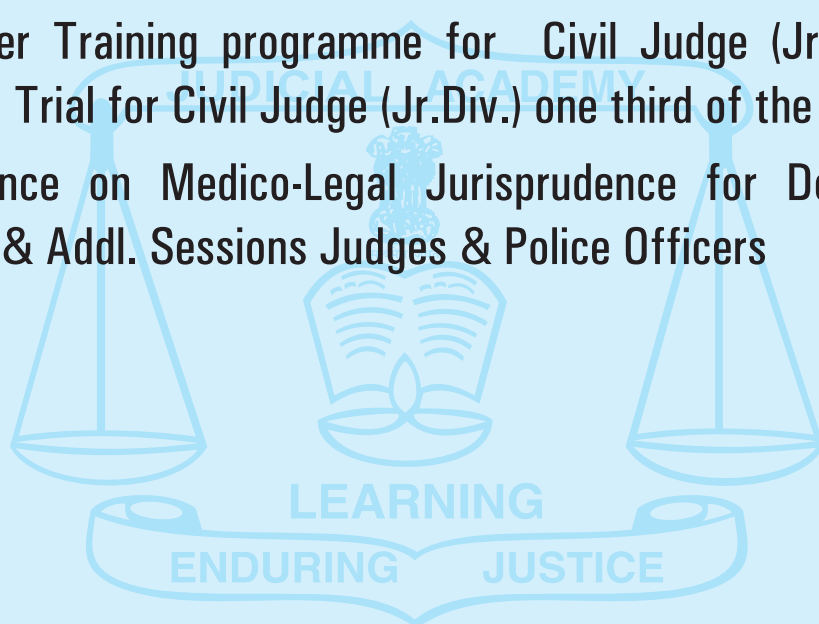 er Training programme for Civil Judge (Jr
Trial for Civil Judge (Jr.Div.) one third of the
nce on Medico-Legal Jurisprudence for De
& Addl. Sessions Judges & Police Officers
JUDICIAL ACADEMY
LEARNING
ENDURING JUSTICE